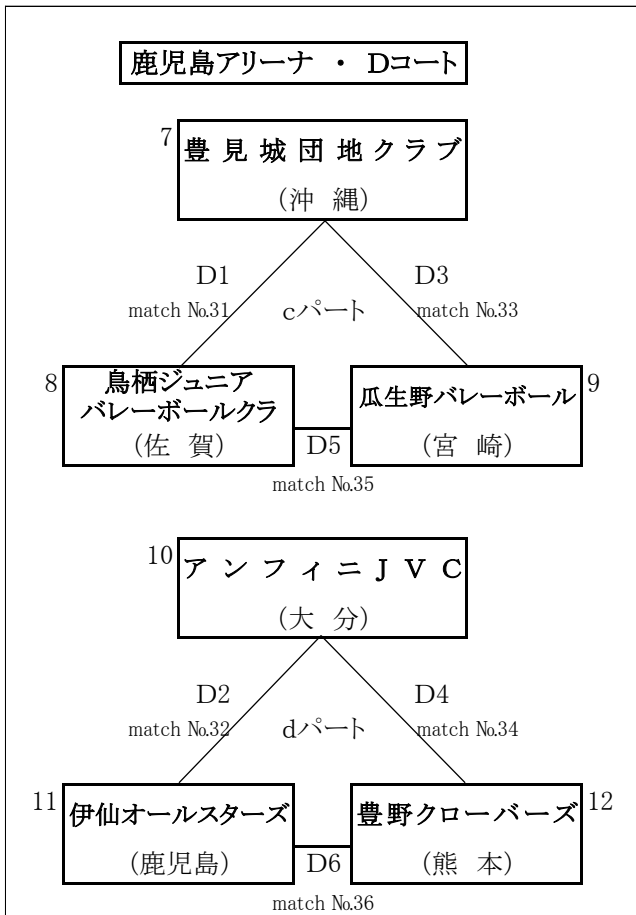 鹿児島アリーナ ・ Dコート
7
豊見城団地クラブ
(沖 縄)
D1
D3
match №31
cパート
match №33
8
鳥栖ジュニア
バレーボールクラ
(佐 賀)
9
瓜生野バレーボール
(宮 崎)
D5
match №35
10
アンフィニJVC
(大 分)
D2
D4
match №32
dパート
match №34
11
伊仙オールスターズ
(鹿児島)
12
豊野クローバーズ
(熊 本)
D6
match №36